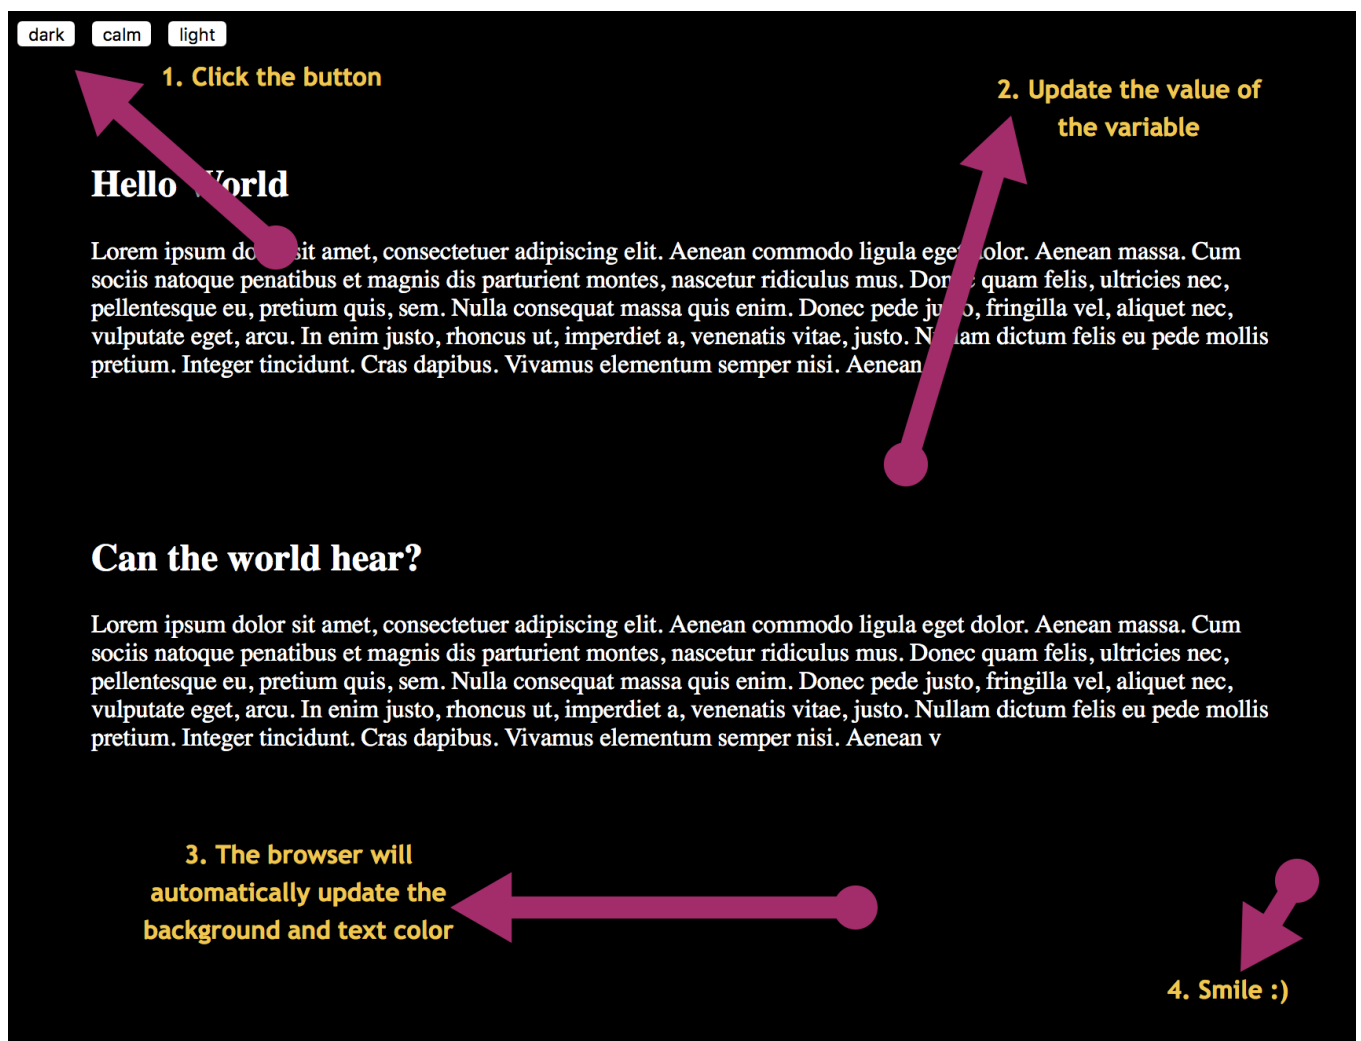 dark calm light
1. Click the button
2. Update the value of
the variable
Hello World
Lorem ipsum dolor sit amet, consectetuer adipiscing elit. Aenean commodo ligula eget dolor. Aenean massa. Cum
sociis natoque penatibus et magnis dis parturient montes, nascetur ridiculus mus. Donec quam felis, ultricies nec,
pellentesque eu, pretium quis, sem. Nulla consequat massa quis enim. Donec pede justo, fringilla vel, aliquet nec,
vulputate eget, arcu. In enim justo, rhoncus ut, imperdiet a, venenatis vitae, justo. Nullam dictum felis eu pede mollis
pretium. Integer tincidunt. Cras dapibus. Vivamus elementum semper nisi. Aenean
Can the world hear?
Lorem ipsum dolor sit amet, consectetuer adipiscing elit. Aenean commodo ligula eget dolor. Aenean massa. Cum
sociis natoque penatibus et magnis dis parturient montes, nascetur ridiculus mus. Donec quam felis, ultricies nec,
pellentesque eu, pretium quis, sem. Nulla consequat massa quis enim. Donec pede justo, fringilla vel, aliquet nec,
vulputate eget, arcu. In enim justo, rhoncus ut, imperdiet a, venenatis vitae, justo. Nullam dictum felis eu pede mollis
pretium. Integer tincidunt. Cras dapibus. Vivamus elementum semper nisi. Aenean v
3. The browser will
automatically update the
background and text color
4. Smile :)